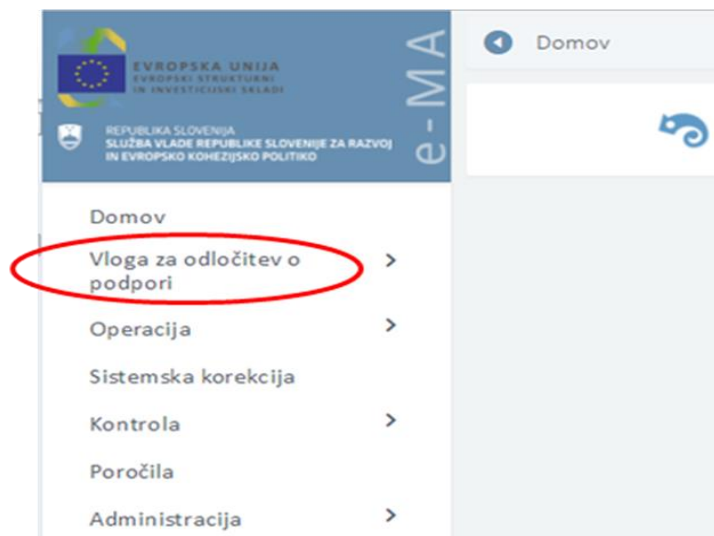 EVROPSKA UNIJA
EVROPSKI STRUKTURNI
IN INVESTICIJSKI SKLADI
REPUBLIKA SLOVENIJA
SLUŽBA VLADE REPUBLIKE SLOVENIJE ZA RAZVOJ
IN EVROPSKO KOHEZIJSKO POLITIKO
e-MA
Domov
Domov
Vloga za odločitev o
podpori
Operacija
Sistemska korekcija
Kontrola
Poročila
Administracija